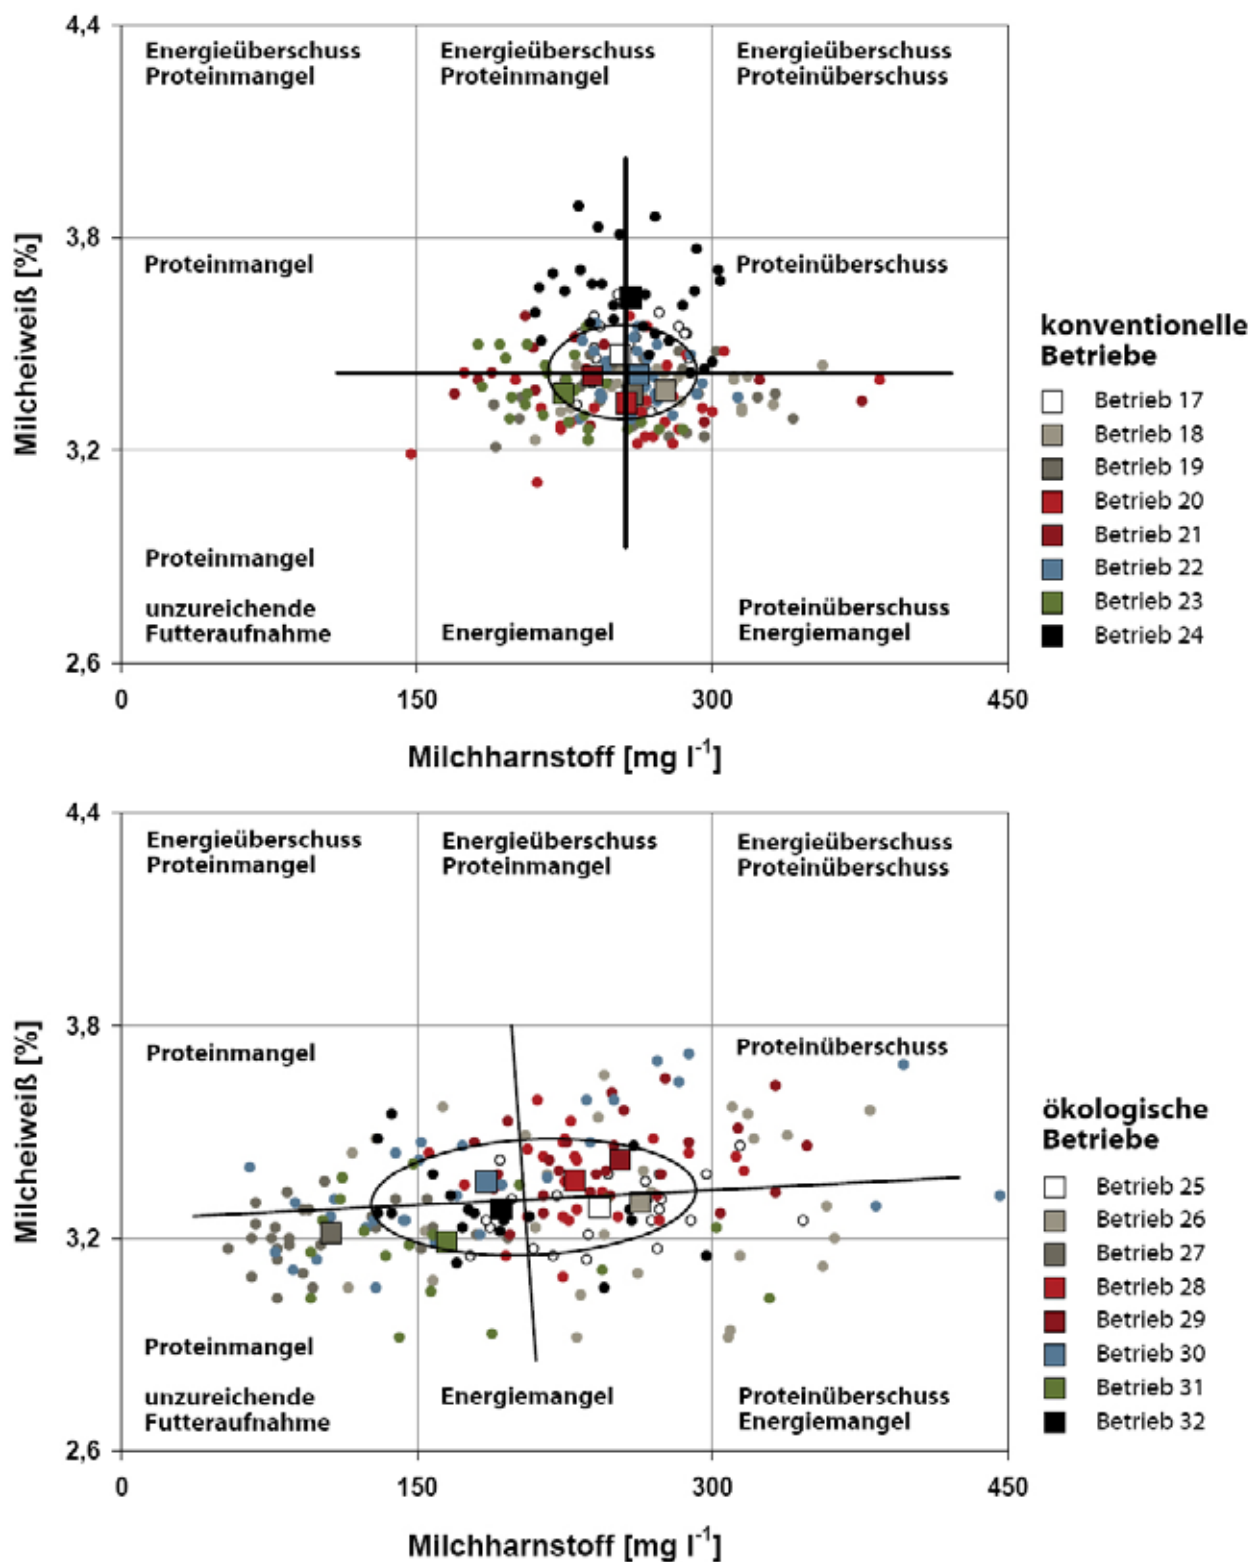 4,4
Energieüberschuss
Proteinmangel
Energieüberschuss
Proteinmangel
Energieüberschuss
Proteinüberschuss
3,8
Proteinmangel
Proteinüberschuss
Milcheiweiß [%]
3,2
Proteinmangel
unzureichende
Futteraufnahme
Energiemangel
Proteinüberschuss
Energiemangel
2,6
0
150
300
450
Milchharnstoff [mg l⁻¹]
konventionelle
Betriebe
Betrieb 17
Betrieb 18
Betrieb 19
Betrieb 20
Betrieb 21
Betrieb 22
Betrieb 23
Betrieb 24
4,4
Energieüberschuss
Proteinmangel
Energieüberschuss
Proteinmangel
Energieüberschuss
Proteinüberschuss
3,8
Proteinmangel
Proteinüberschuss
Milcheiweiß [%]
3,2
Proteinmangel
unzureichende
Futteraufnahme
Energiemangel
Proteinüberschuss
Energiemangel
2,6
0
150
300
450
Milchharnstoff [mg l⁻¹]
ökologische
Betriebe
Betrieb 25
Betrieb 26
Betrieb 27
Betrieb 28
Betrieb 29
Betrieb 30
Betrieb 31
Betrieb 32